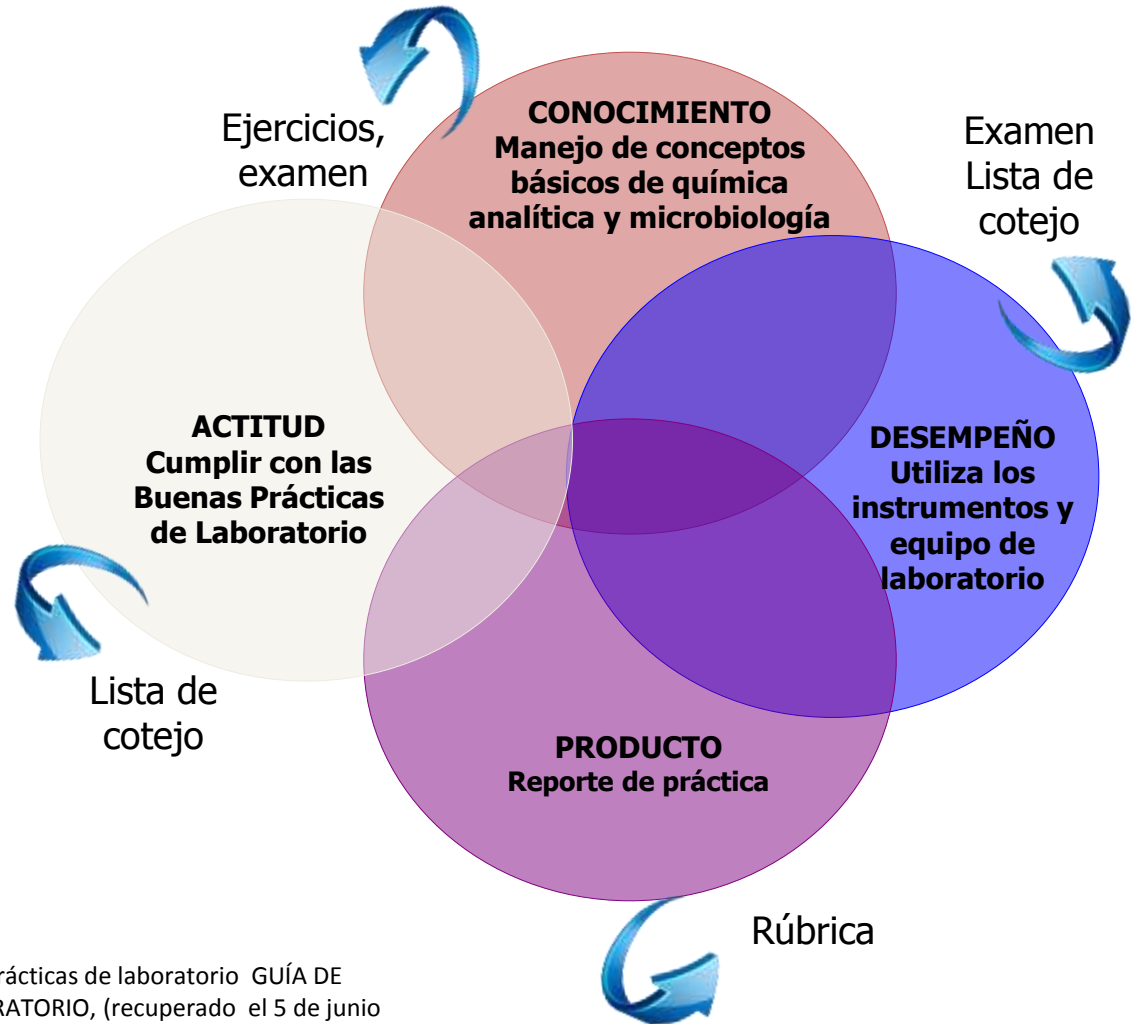 Ejercicios,
examen
CONOCIMIENTO
Manejo de conceptos
básicos de química
analítica y microbiología
Examen
Lista de
cotejo
ACTITUD
Cumplir con las
Buenas Prácticas
de Laboratorio
DESEMPEÑO
Utiliza los
instrumentos y
equipo de
laboratorio
Lista de
cotejo
PRODUCTO
Reporte de práctica
Rúbrica
rácticas de laboratorio GUÍA DE
RATORIO, (recuperado el 5 de junio